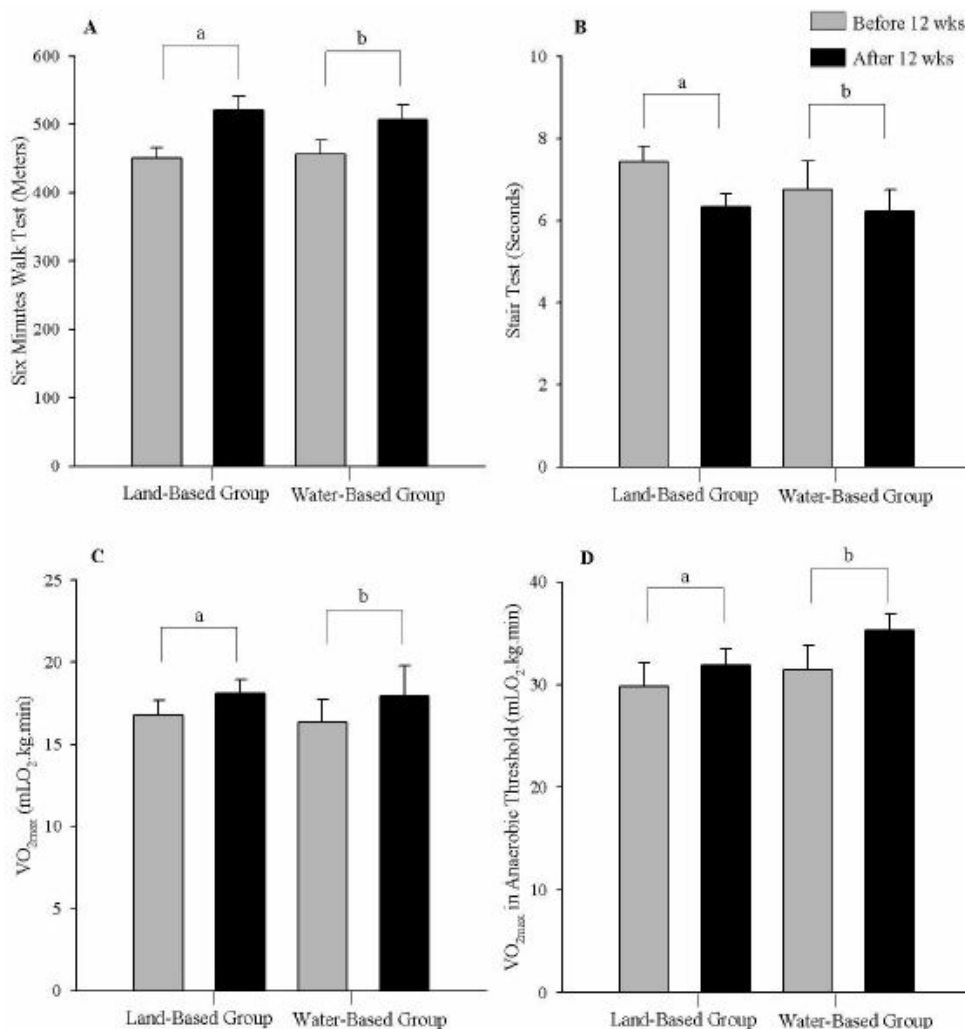 A
a
b
600
500
400
300
200
100
0
Six Minutes Walk Test (Meters)
Land-Based Group
Water-Based Group
Before 12 wks
After 12 wks
B
a
b
10
8
6
4
2
0
Stair Test (Seconds)
Land-Based Group
Water-Based Group
C
a
b
25
20
15
10
5
0
VO₂max (mLO₂.kg.min)
Land-Based Group
Water-Based Group
D
a
b
40
30
20
10
0
VO₂max in Anaerobic Threshold (mLO₂.kg.min)
Land-Based Group
Water-Based Group